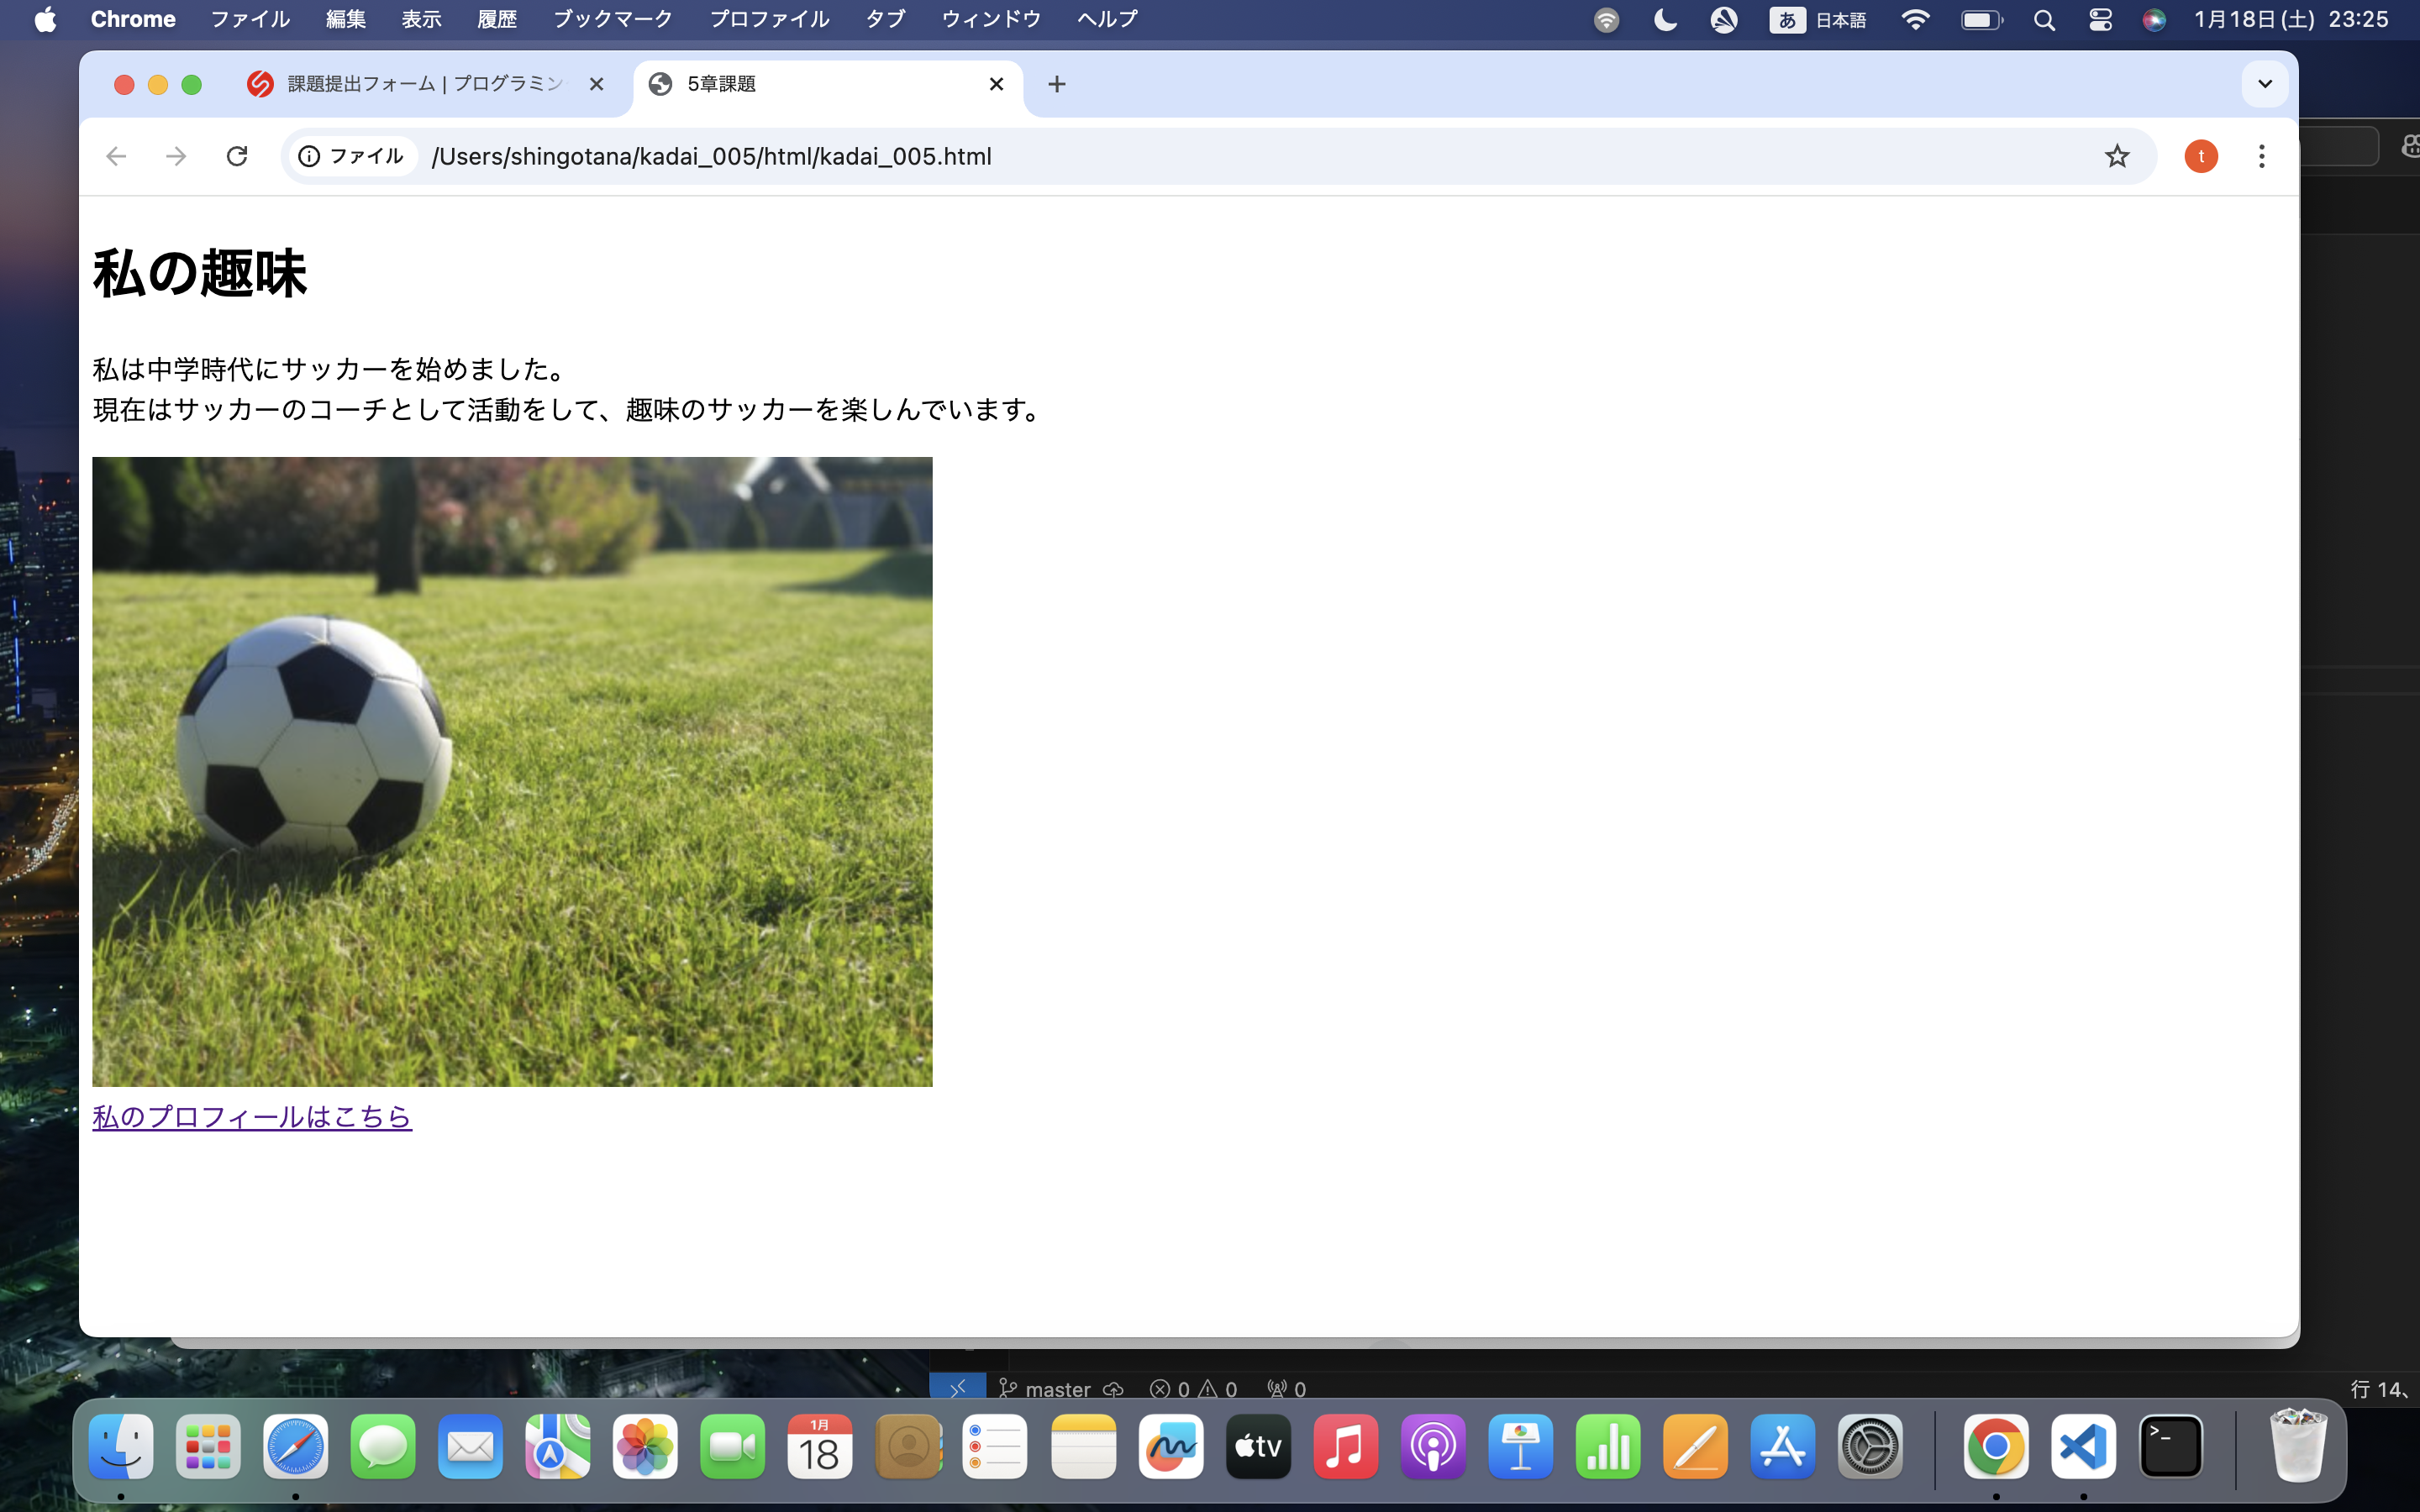 Chrome ファイル 編集 表示 履歴 ブックマーク プロファイル タブ ウィンドウ ヘルプ あ 日本語 1月18日(土) 23:25
課題提出フォーム | プログラミン 5章課題
ファイル /Users/shingotana/kadai_005/html/kadai_005.html t
私の趣味
私は中学時代にサッカーを始めました。
現在はサッカーのコーチとして活動をして、趣味のサッカーを楽しんでいます。
私のプロフィールはこちら
master 0 0 0 行 14、
1月
18
tv
>_